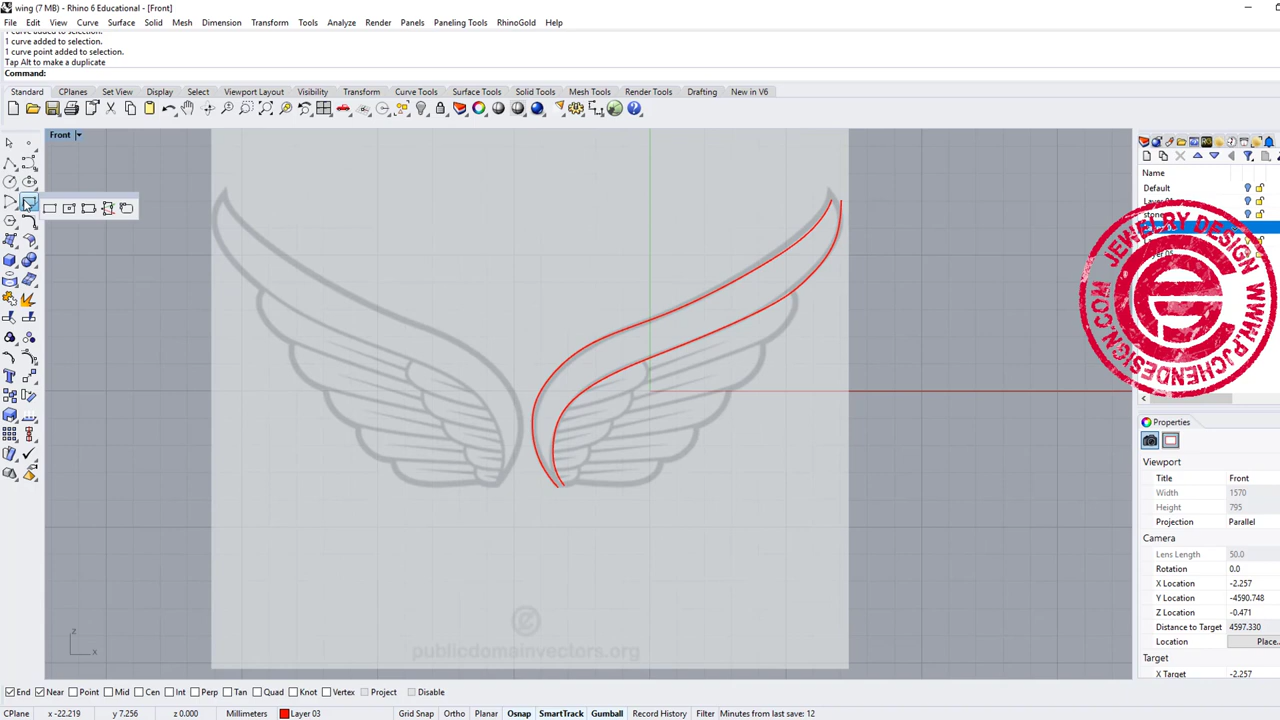 wing (7 MB) - Rhino 6 Educational - [Front]
File Edit View Curve Surface Solid Mesh Dimension Transform Tools Analyze Render Panels Paneling Tools RhinoGold Help
1 curve added to selection.
1 curve added to selection.
1 curve point added to selection.
Tap Alt to make a duplicate
Command:
Standard CPlanes Set View Display Select Viewport Layout Visibility Transform Curve Tools Surface Tools Solid Tools Mesh Tools Render Tools Drafting New in V6
Front
Name
Default
JEWELRY DESIGN
WWW.PJCHENDESIGN.COM
Properties
Viewport
Title Front
Width 1570
Height 795
Projection Parallel
Camera
Lens Length 50.0
Rotation 0.0
X Location -2.257
Y Location -4590.748
Z Location -0.471
Distance to Target 4597.330
Location Place...
Target
X Target -2.257
publicdomainvectors.org
z
x
End Near Point Mid Cen Int Perp Tan Quad Knot Vertex Project Disable
CPlane x -22.219 y 7.256 z 0.000 Millimeters Layer 03 Grid Snap Ortho Planar Osnap SmartTrack Gumball Record History Filter Minutes from last save: 12